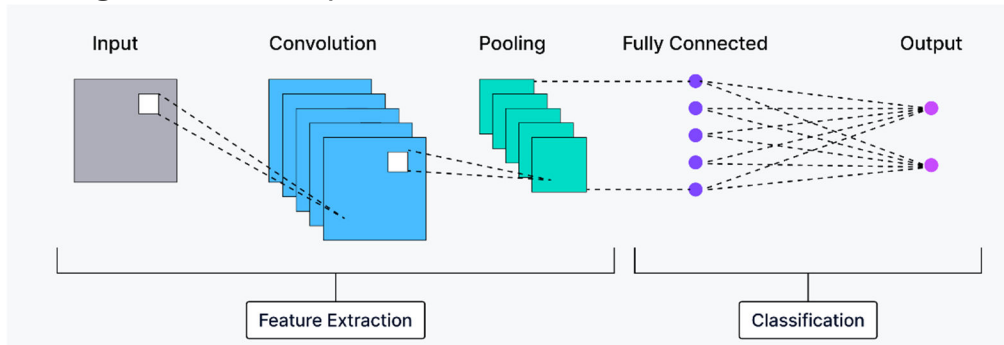 Input
Convolution
Pooling
Fully Connected
Output
Feature Extraction
Classification